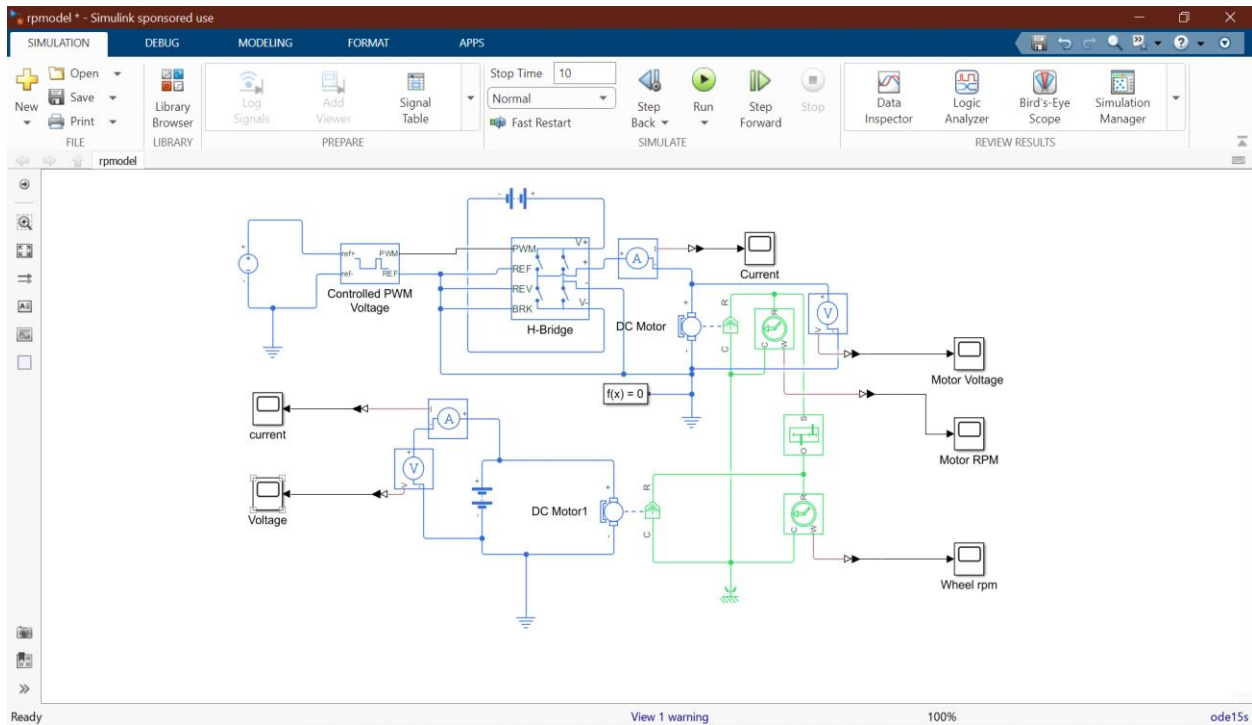 rpmodel * - Simulink sponsored use
SIMULATION DEBUG MODELING FORMAT APPS
New
Open
Save
Print
FILE
Library Browser
LIBRARY
Log Signals
Add Viewer
Signal Table
PREPARE
Stop Time 10
Normal
Fast Restart
Step Back
Run
Step Forward
Stop
SIMULATE
Data Inspector
Logic Analyzer
Bird's-Eye Scope
Simulation Manager
REVIEW RESULTS
rpmodel
ref+ PWM
ref- REF
Controlled PWM
Voltage
PWM V+
REF +
REV -
BRK V-
H-Bridge
A
I
Current
DC Motor
R
C
R
C W
V
V
Motor Voltage
f(x) = 0
Motor RPM
S
O
current
I
A
V
V
Voltage
DC Motor1
R
C
R
C W
Wheel rpm
Ready View 1 warning 100% ode15s